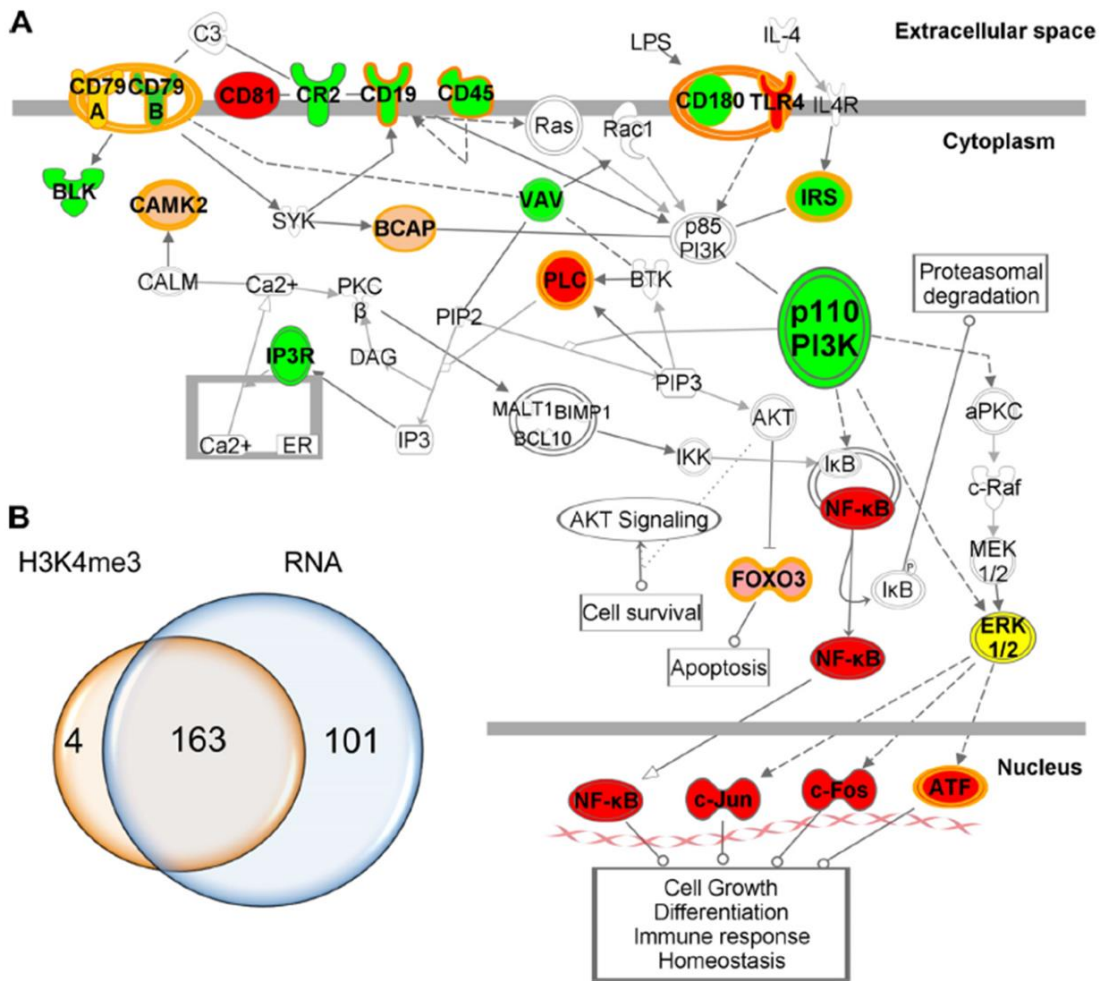 A
C3
LPS
IL-4
Extracellular space
CD79
A
CD79
B
CD81
CR2
CD19
CD45
CD180
TLR4
IL4R
Ras
Rac1
Cytoplasm
BLK
CAMK2
SYK
BCAP
VAV
p85
PI3K
IRS
CALM
Ca2+
PKC
β
PIP2
PLC
BTK
p110
PI3K
Proteasomal
degradation
IP3R
DAG
PIP3
aPKC
Ca2+
ER
IP3
MALT1
BIMP1
BCL10
AKT
IKK
IκB
c-Raf
NF-κB
B
H3K4me3
RNA
AKT Signaling
MEK
1/2
FOXO3
P
IκB
Cell survival
ERK
1/2
Apoptosis
NF-κB
4
163
101
Nucleus
NF-κB
c-Jun
c-Fos
ATF
Cell Growth
Differentiation
Immune response
Homeostasis